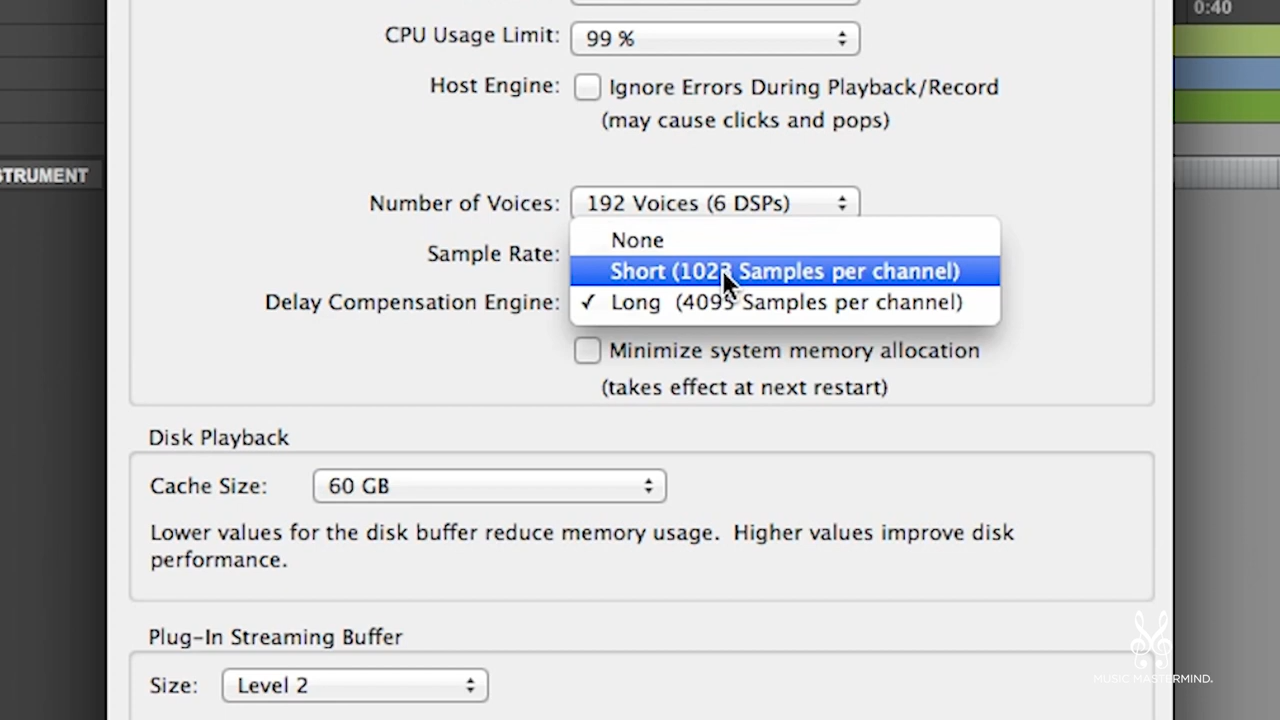 0:40
CPU Usage Limit: 99 %
Host Engine: Ignore Errors During Playback/Record
(may cause clicks and pops)
STRUMENT
Number of Voices: 192 Voices (6 DSPs)
None
Sample Rate:
Short (1023 Samples per channel)
Delay Compensation Engine: ✓ Long (4095 Samples per channel)
Minimize system memory allocation
(takes effect at next restart)
Disk Playback
Cache Size: 60 GB
Lower values for the disk buffer reduce memory usage. Higher values improve disk
performance.
Plug-In Streaming Buffer
Size: Level 2
MUSIC MASTERMIND.